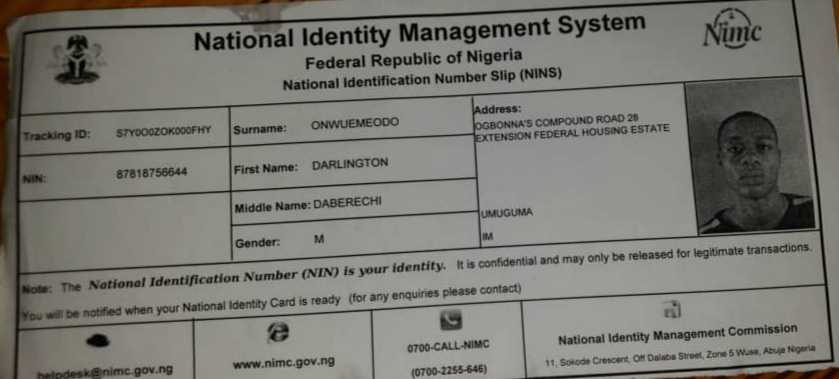 National Identity Management System
Federal Republic of Nigeria
National Identification Number Slip (NINS)
Nimc
Tracking ID: S7Y0O0ZOK000FHY
Surname: ONWUEMEODO
Address:
OGBONNA'S COMPOUND ROAD 28
EXTENSION FEDERAL HOUSING ESTATE
NIN: 87818756644
First Name: DARLINGTON
Middle Name: DABERECHI
UMUGUMA
Gender: M
IM
Note: The National Identification Number (NIN) is your identity. It is confidential and may only be released for legitimate transactions.
You will be notified when your National Identity Card is ready (for any enquiries please contact)
helpdesk@nimc.gov.ng
www.nimc.gov.ng
0700-CALL-NIMC
(0700-2255-646)
National Identity Management Commission
11, Sokode Crescent, Off Dalaba Street, Zone 5 Wuse, Abuja Nigeria